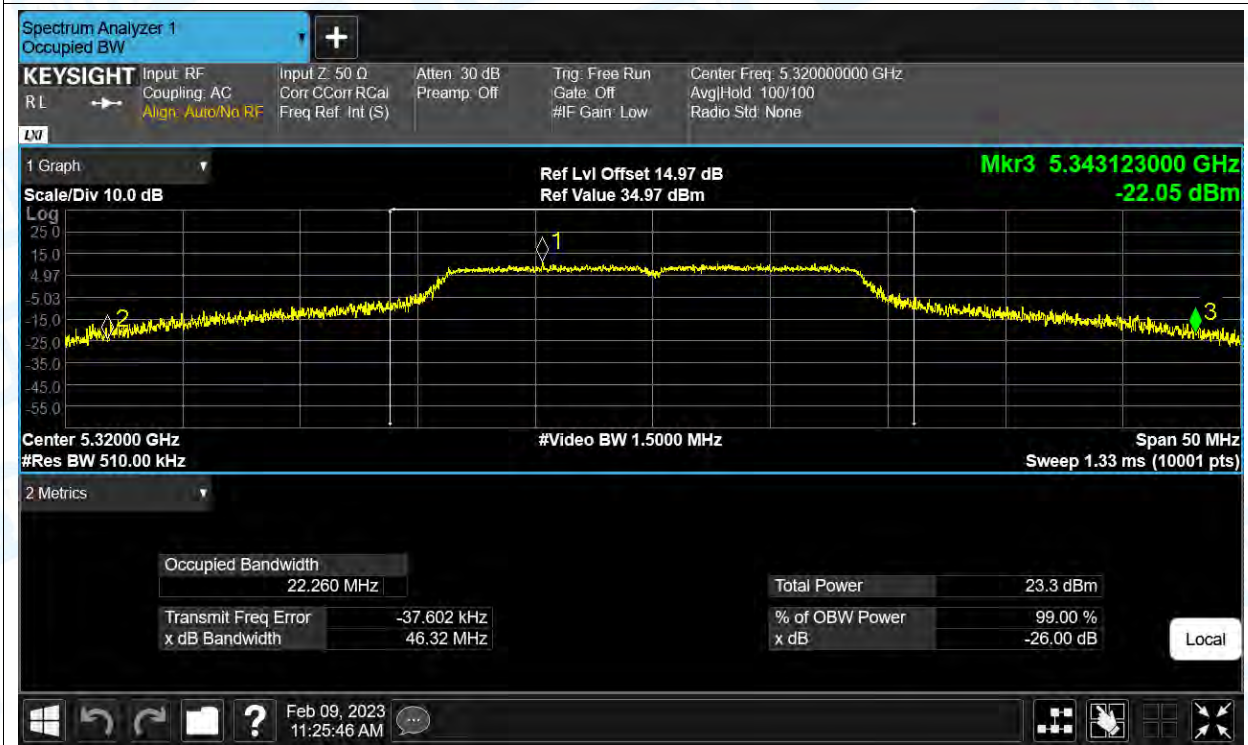 Spectrum Analyzer 1
Occupied BW
+
KEYSIGHT
RL
LXI
Input: RF
Coupling: AC
Align: Auto/No RF
Input Z: 50 Ω
Corr CCorr RCal
Freq Ref: Int (S)
Atten: 30 dB
Preamp: Off
Trig: Free Run
Gate: Off
#IF Gain: Low
Center Freq: 5.320000000 GHz
Avg|Hold: 100/100
Radio Std: None
1 Graph
Scale/Div 10.0 dB
Ref Lvl Offset 14.97 dB
Ref Value 34.97 dBm
Mkr3 5.343123000 GHz
-22.05 dBm
Log
25.0
15.0
4.97
-5.03
-15.0
-25.0
-35.0
-45.0
-55.0
1
2
3
Center 5.32000 GHz
#Video BW 1.5000 MHz
Span 50 MHz
#Res BW 510.00 kHz
Sweep 1.33 ms (10001 pts)
2 Metrics
Occupied Bandwidth
22.260 MHz
Transmit Freq Error -37.602 kHz
x dB Bandwidth 46.32 MHz
Total Power 23.3 dBm
% of OBW Power 99.00 %
x dB -26.00 dB
Local
?
Feb 09, 2023
11:25:46 AM